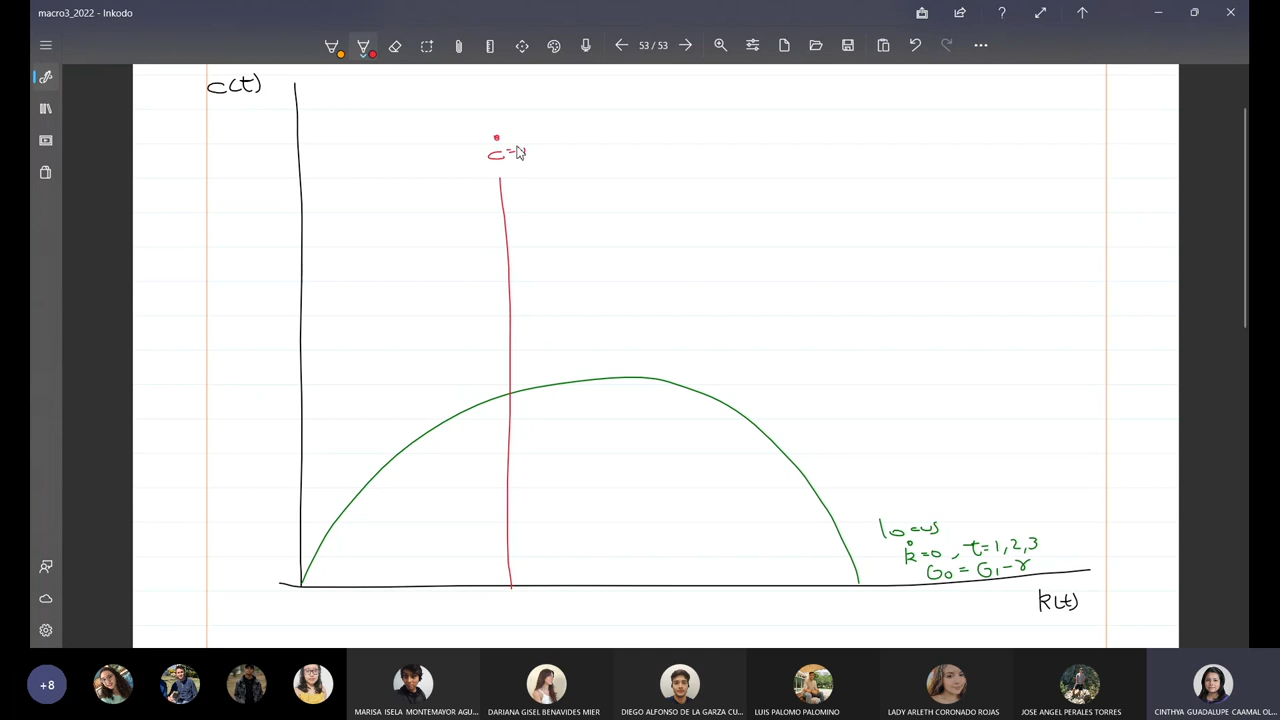 macro3_2022 - Inkodo
53 / 53
c(t)
ċ=
locus
k̇=0 , t=1,2,3
G₀ = G₁-r
k(t)
+8
MARISA ISELA MONTEMAYOR AGU...
DARIANA GISEL BENAVIDES MIER
DIEGO ALFONSO DE LA GARZA CU...
LUIS PALOMO PALOMINO
LADY ARLETH CORONADO ROJAS
JOSE ANGEL PERALES TORRES
CINTHYA GUADALUPE CAAMAL OL...